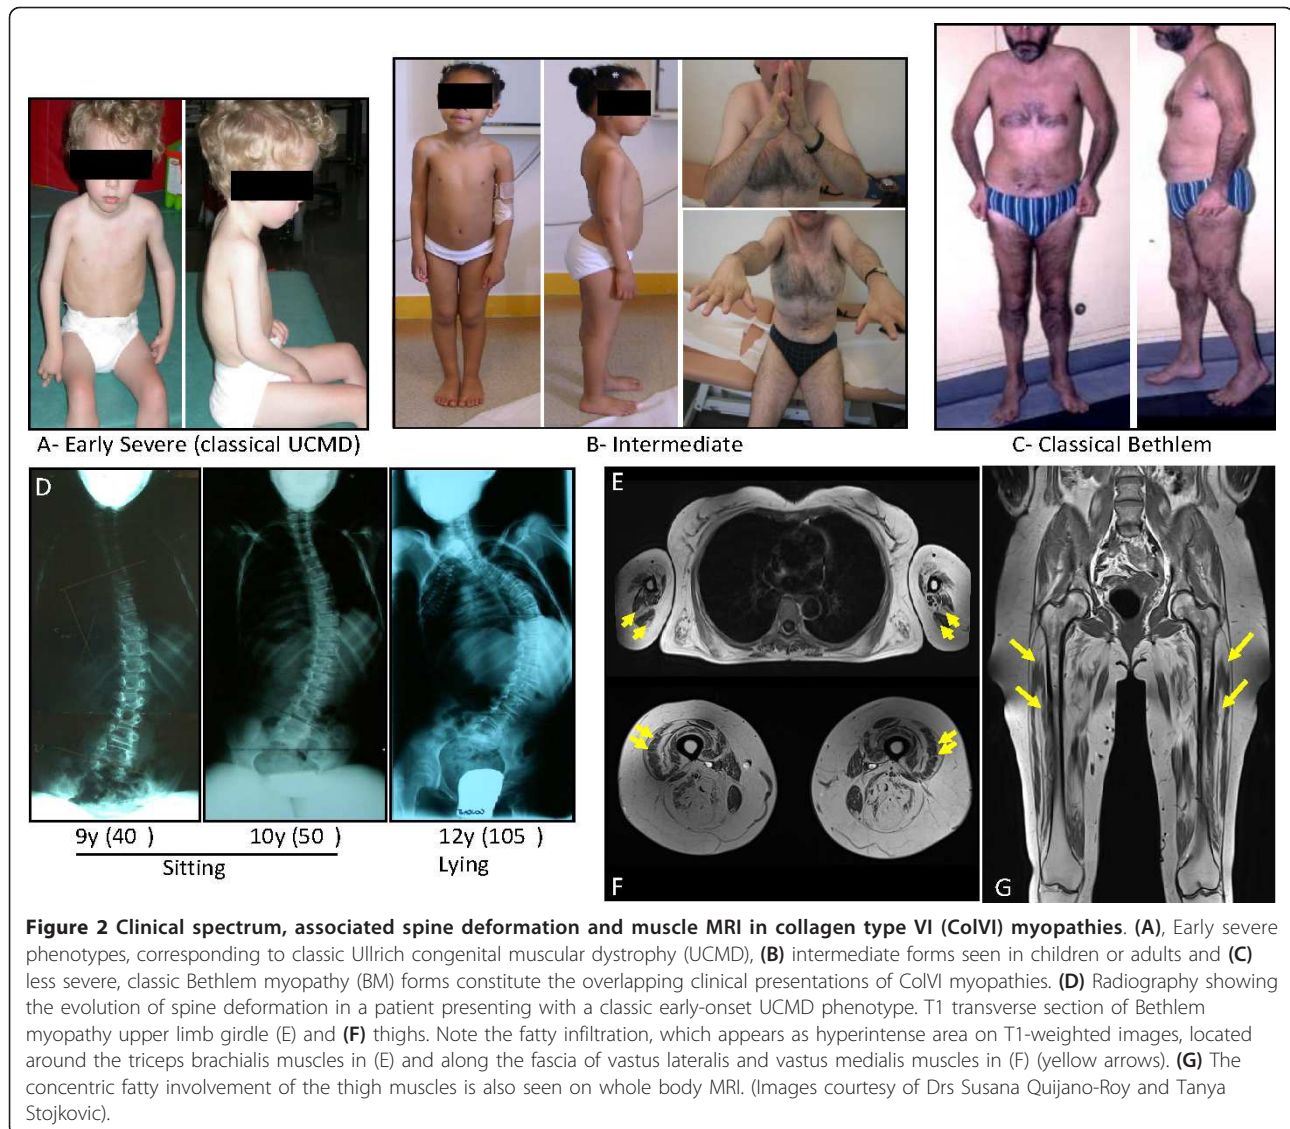 A- Early Severe (classical UCMD)
B- Intermediate
C- Classical Bethlem
D
E
9y (40 )
10y (50 )
12y (105 )
Sitting
Lying
F
G
Figure 2 Clinical spectrum, associated spine deformation and muscle MRI in collagen type VI (ColVI) myopathies. (A), Early severe
phenotypes, corresponding to classic Ullrich congenital muscular dystrophy (UCMD), (B) intermediate forms seen in children or adults and (C)
less severe, classic Bethlem myopathy (BM) forms constitute the overlapping clinical presentations of ColVI myopathies. (D) Radiography showing
the evolution of spine deformation in a patient presenting with a classic early-onset UCMD phenotype. T1 transverse section of Bethlem
myopathy upper limb girdle (E) and (F) thighs. Note the fatty infiltration, which appears as hyperintense area on T1-weighted images, located
around the triceps brachialis muscles in (E) and along the fascia of vastus lateralis and vastus medialis muscles in (F) (yellow arrows). (G) The
concentric fatty involvement of the thigh muscles is also seen on whole body MRI. (Images courtesy of Drs Susana Quijano-Roy and Tanya
Stojkovic).